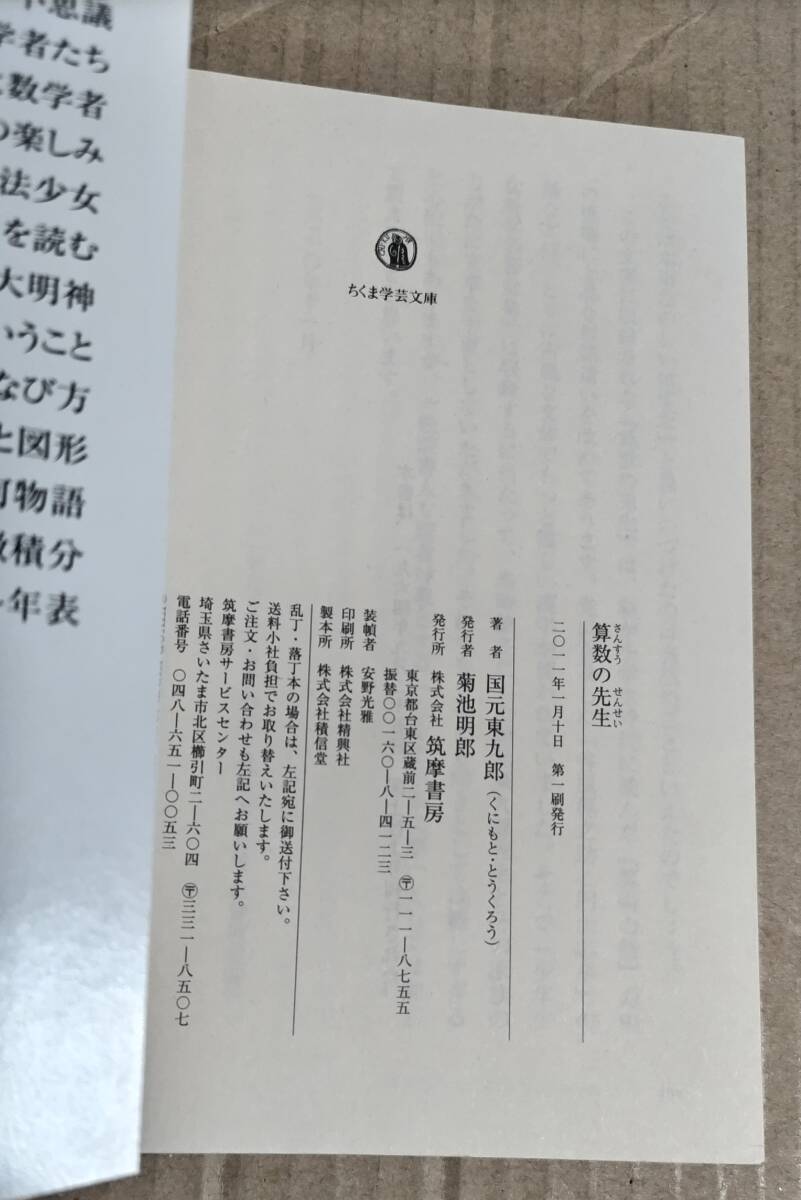 不思議
学者たち
数学者
の楽しみ
法少女
を読む
大明神
いうこと
なび方
と図形
町物語
積分
年表
ちくま学芸文庫
さんすう せんせい
算数の先生
二〇一一年一月十日 第一刷発行
著者 国元東九郎(くにもと・とうくろう)
発行者 菊池明郎
発行所 株式会社 筑摩書房
東京都台東区蔵前二―五―三 〒一一一―八七五五
振替〇〇一六〇―八―四一二三
装幀者 安野光雅
印刷所 株式会社精興社
製本所 株式会社積信堂
乱丁・落丁本の場合は、左記宛に御送付下さい。
送料小社負担でお取り替えいたします。
ご注文・お問い合わせも左記へお願いします。
筑摩書房サービスセンター
埼玉県さいたま市北区櫛引町二―六〇四 〒三三一―八五〇七
電話番号 〇四八―六五一―〇〇五三